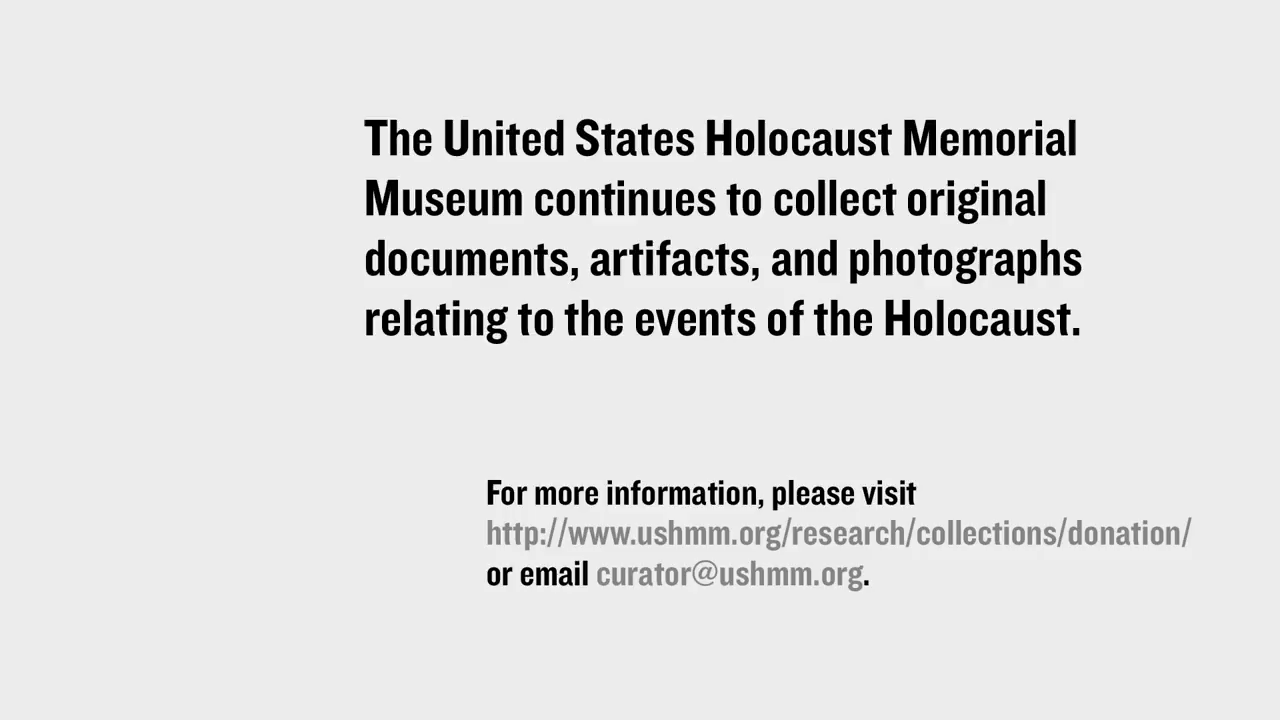 The United States Holocaust Memorial
Museum continues to collect original
documents, artifacts, and photographs
relating to the events of the Holocaust.
For more information, please visit
http://www.ushmm.org/research/collections/donation/
or email curator@ushmm.org.